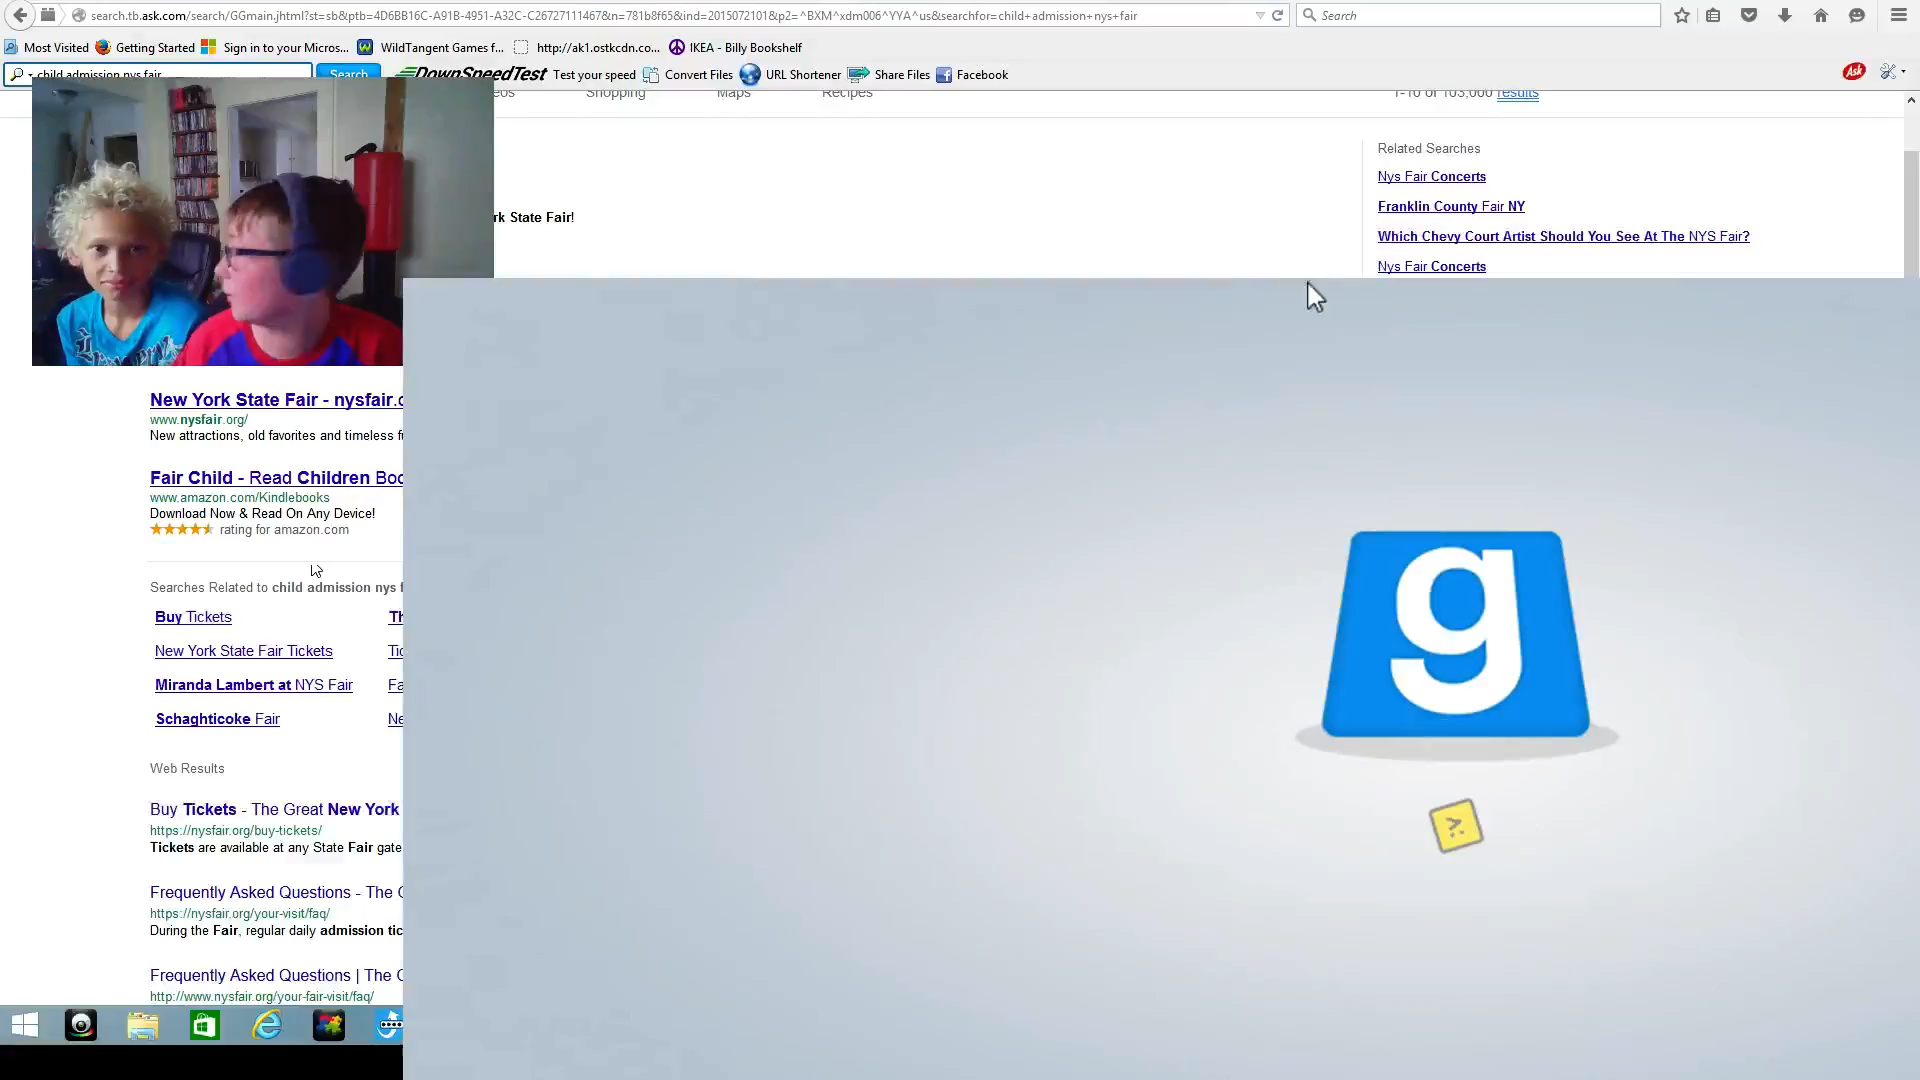 search.tb.ask.com/search/GGmain.jhtml?st=sb&ptb=4D6BB16C-A91B-4951-A32C-C26727111467&n=781b8f65&ind=2015072101&p2=^BXM^xdm006^YYA^us&searchfor=child+admission+nys+fair
Search
Most Visited Getting Started Sign in to your Micros... WildTangent Games f... http://ak1.ostkcdn.co... IKEA - Billy Bookshelf
child admission nys fair Search DownSpeedTest Test your speed Convert Files URL Shortener Share Files Facebook Ask
Shopping Maps Recipes 1-10 of 103,000 results
Related Searches
Nys Fair Concerts
Franklin County Fair NY
rk State Fair!
Which Chevy Court Artist Should You See At The NYS Fair?
Nys Fair Concerts
New York State Fair - nysfair.
www.nysfair.org/
New attractions, old favorites and timeless
Fair Child - Read Children
www.amazon.com/Kindlebooks
Download Now & Read On Any Device!
rating for amazon.com
Searches Related to child admission nys
Buy Tickets
New York State Fair Tickets
Miranda Lambert at NYS Fair
Schaghticoke Fair
Web Results
Buy Tickets - The Great New York
https://nysfair.org/buy-tickets/
Tickets are available at any State Fair gate
Frequently Asked Questions - The
https://nysfair.org/your-visit/faq/
During the Fair, regular daily admission
Frequently Asked Questions | The
http://www.nysfair.org/your-fair-visit/faq/
g